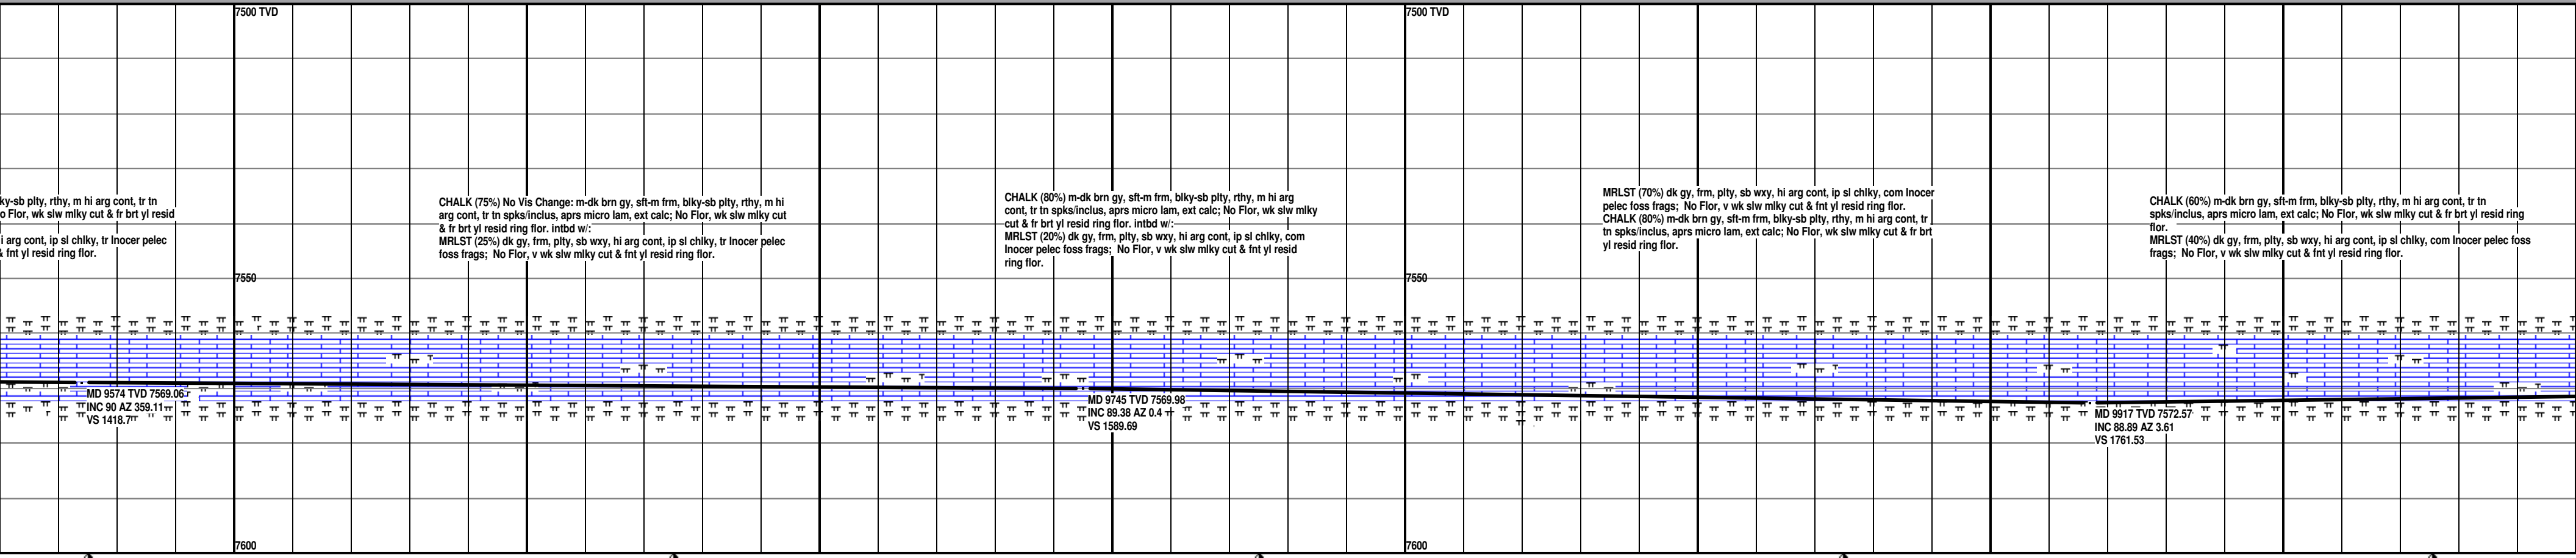 7500 TVD
7500 TVD
ky-sb plty, rthy, m hi arg cont, tr tn
o Flor, wk slw mlky cut & fr brt yl resid
i arg cont, ip sl chlky, tr Inocer pelec
& fnt yl resid ring flor.
CHALK (75%) No Vis Change: m-dk brn gy, sft-m frm, blky-sb plty, rthy, m hi
arg cont, tr tn spks/inclus, aprs micro lam, ext calc; No Flor, wk slw mlky cut
& fr brt yl resid ring flor. intbd w/:
MRLST (25%) dk gy, frm, plty, sb wxy, hi arg cont, ip sl chlky, tr Inocer pelec
foss frags;  No Flor, v wk slw mlky cut & fnt yl resid ring flor.
CHALK (80%) m-dk brn gy, sft-m frm, blky-sb plty, rthy, m hi arg
cont, tr tn spks/inclus, aprs micro lam, ext calc; No Flor, wk slw mlky
cut & fr brt yl resid ring flor. intbd w/:
MRLST (20%) dk gy, frm, plty, sb wxy, hi arg cont, ip sl chlky, com
Inocer pelec foss frags;  No Flor, v wk slw mlky cut & fnt yl resid
ring flor.
MRLST (70%) dk gy, frm, plty, sb wxy, hi arg cont, ip sl chlky, com Inocer
pelec foss frags;  No Flor, v wk slw mlky cut & fnt yl resid ring flor.
CHALK (80%) m-dk brn gy, sft-m frm, blky-sb plty, rthy, m hi arg cont, tr
tn spks/inclus, aprs micro lam, ext calc; No Flor, wk slw mlky cut & fr brt
yl resid ring flor.
CHALK (60%) m-dk brn gy, sft-m frm, blky-sb plty, rthy, m hi arg cont, tr tn
spks/inclus, aprs micro lam, ext calc; No Flor, wk slw mlky cut & fr brt yl resid ring
flor.
MRLST (40%) dk gy, frm, plty, sb wxy, hi arg cont, ip sl chlky, com Inocer pelec foss
frags;  No Flor, v wk slw mlky cut & fnt yl resid ring flor.
7550
7550
MD 9574 TVD 7569.06
INC 90 AZ 359.11
VS 1418.7
MD 9745 TVD 7569.98
INC 89.38 AZ 0.4
VS 1589.69
MD 9917 TVD 7572.57
INC 88.89 AZ 3.61
VS 1761.53
7600
7600